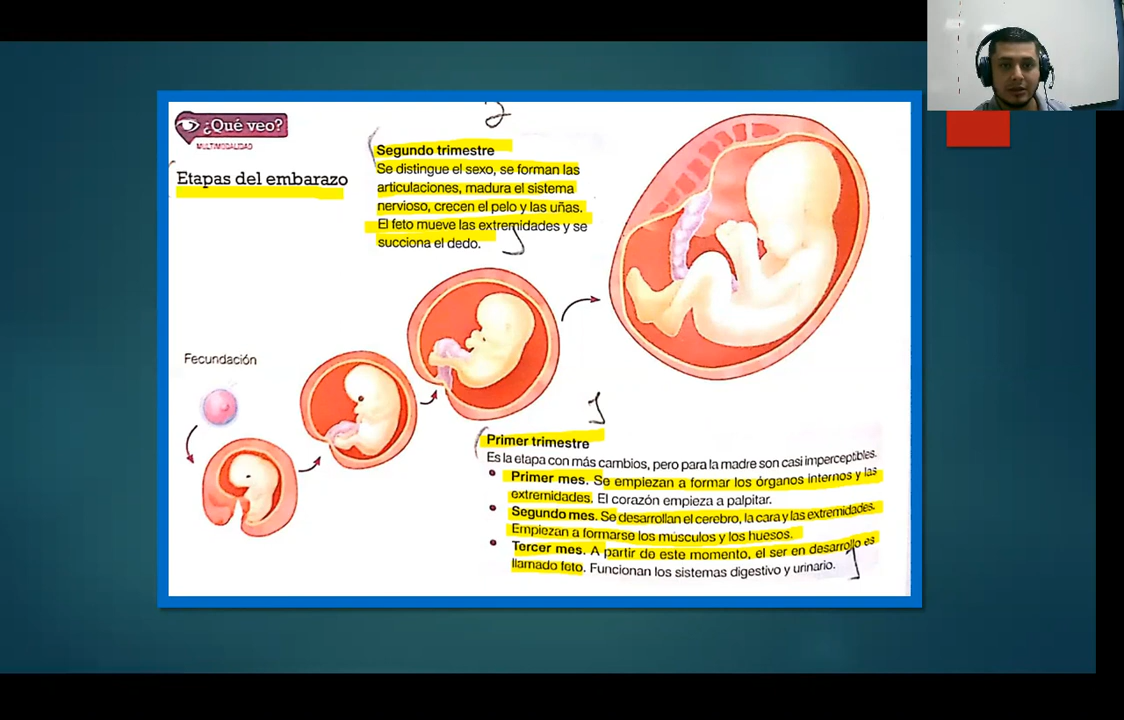 ¿Qué veo?
MULTIMODALIDAD
Etapas del embarazo
2
Segundo trimestre
Se distingue el sexo, se forman las
articulaciones, madura el sistema
nervioso, crecen el pelo y las uñas.
El feto mueve las extremidades y se
succiona el dedo.
Fecundación
1
Primer trimestre
Es la etapa con más cambios, pero para la madre son casi imperceptibles.
• Primer mes. Se empiezan a formar los órganos internos y las
extremidades. El corazón empieza a palpitar.
• Segundo mes. Se desarrollan el cerebro, la cara y las extremidades.
Empiezan a formarse los músculos y los huesos.
• Tercer mes. A partir de este momento, el ser en desarrollo es
llamado feto. Funcionan los sistemas digestivo y urinario.